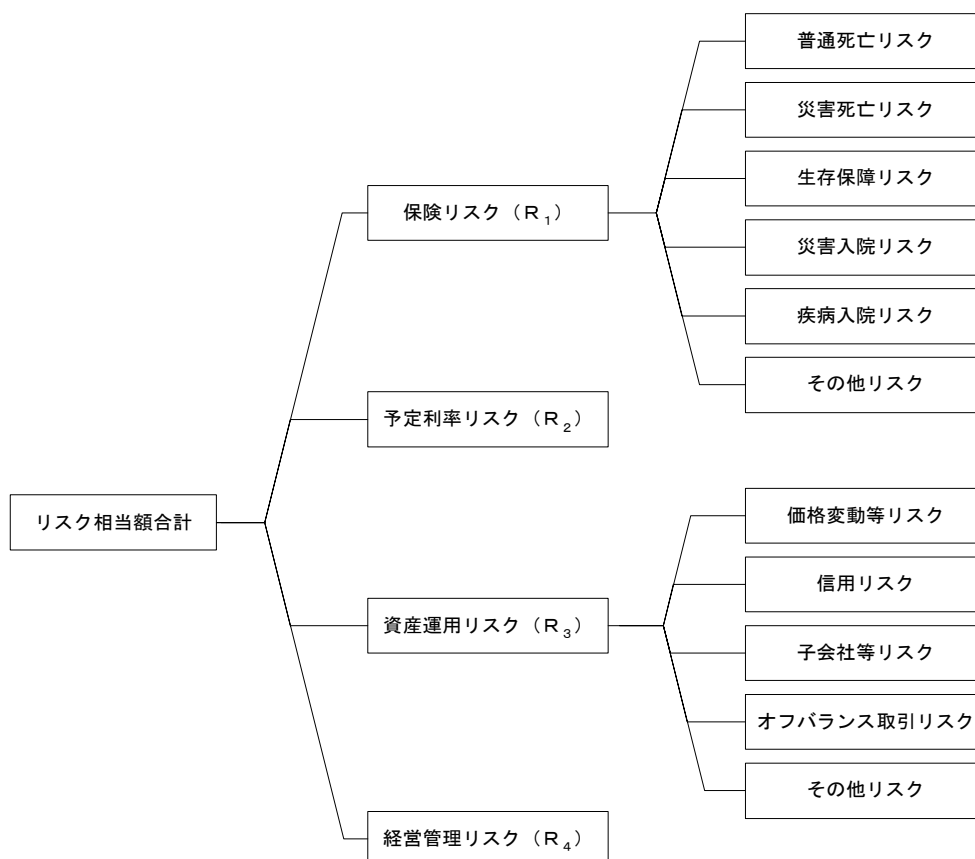 リスク相当額合計
保険リスク（R₁）
普通死亡リスク
災害死亡リスク
生存保障リスク
災害入院リスク
疾病入院リスク
その他リスク
予定利率リスク（R₂）
資産運用リスク（R₃）
価格変動等リスク
信用リスク
子会社等リスク
オフバランス取引リスク
その他リスク
経営管理リスク（R₄）